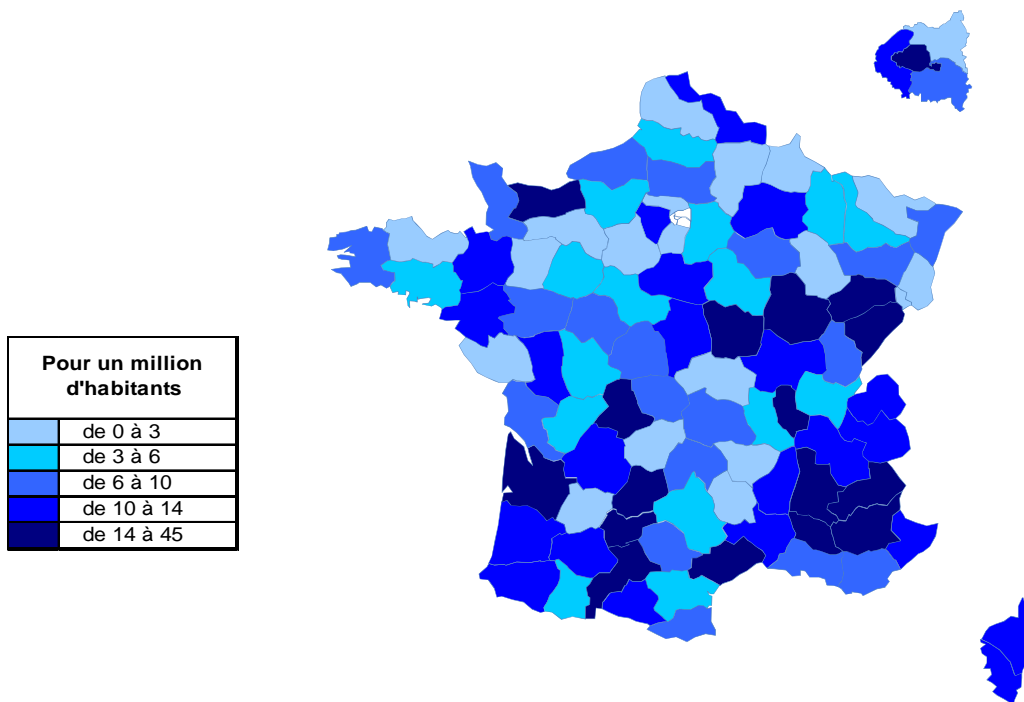 Pour un million
d'habitants
de 0 à 3
de 3 à 6
de 6 à 10
de 10 à 14
de 14 à 45